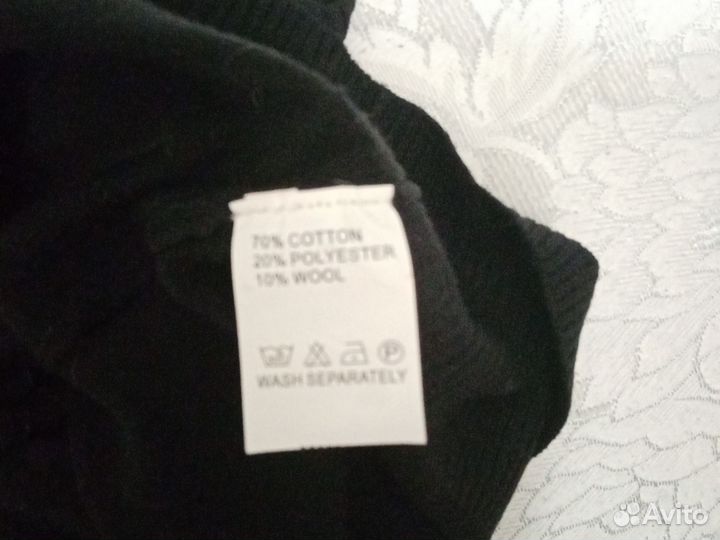 70% COTTON
20% POLYESTER
10% WOOL
P
WASH SEPARATELY
Avito